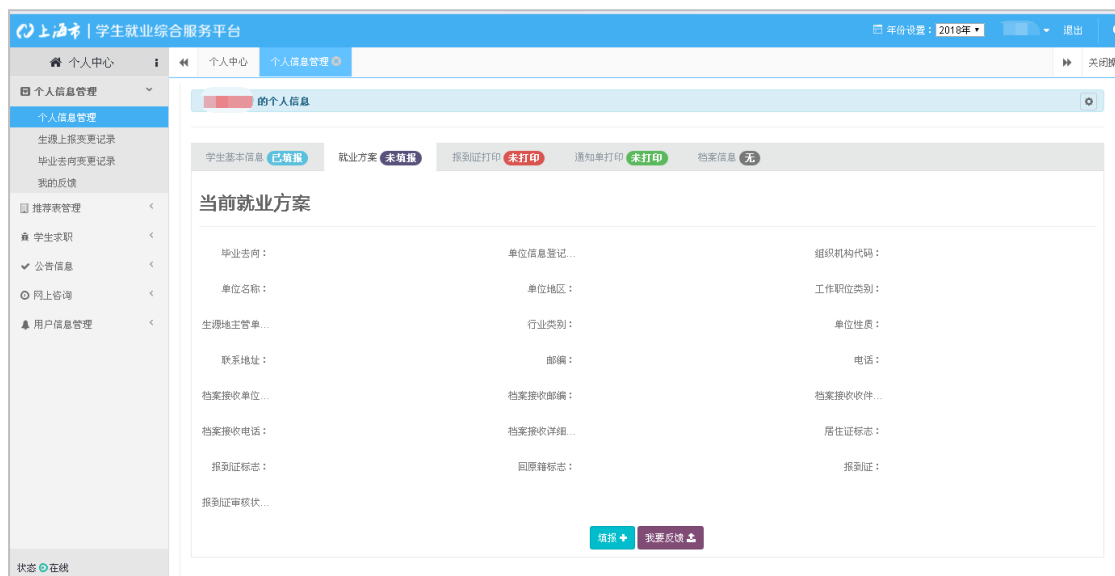 上海市 | 学生就业综合服务平台
年份设置： 2018年 退出
个人中心 个人中心 个人信息管理 关闭操
个人信息管理
个人信息管理
生源上报变更记录
毕业去向变更记录
我的反馈
推荐表管理
学生求职
公告信息
网上咨询
用户信息管理
状态 在线
的个人信息
学生基本信息 已填报 就业方案 未填报 报到证打印 未打印 通知单打印 未打印 档案信息 无
当前就业方案
毕业去向： 单位信息登记... 组织机构代码：
单位名称： 单位地区： 工作职位类别：
生源地主管单... 行业类别： 单位性质：
联系地址： 邮编： 电话：
档案接收单位... 档案接收邮编： 档案接收收件...
档案接收电话： 档案接收详细... 居住证标志：
报到证标志： 回原籍标志： 报到证：
报到证审核状...
填报 我要反馈